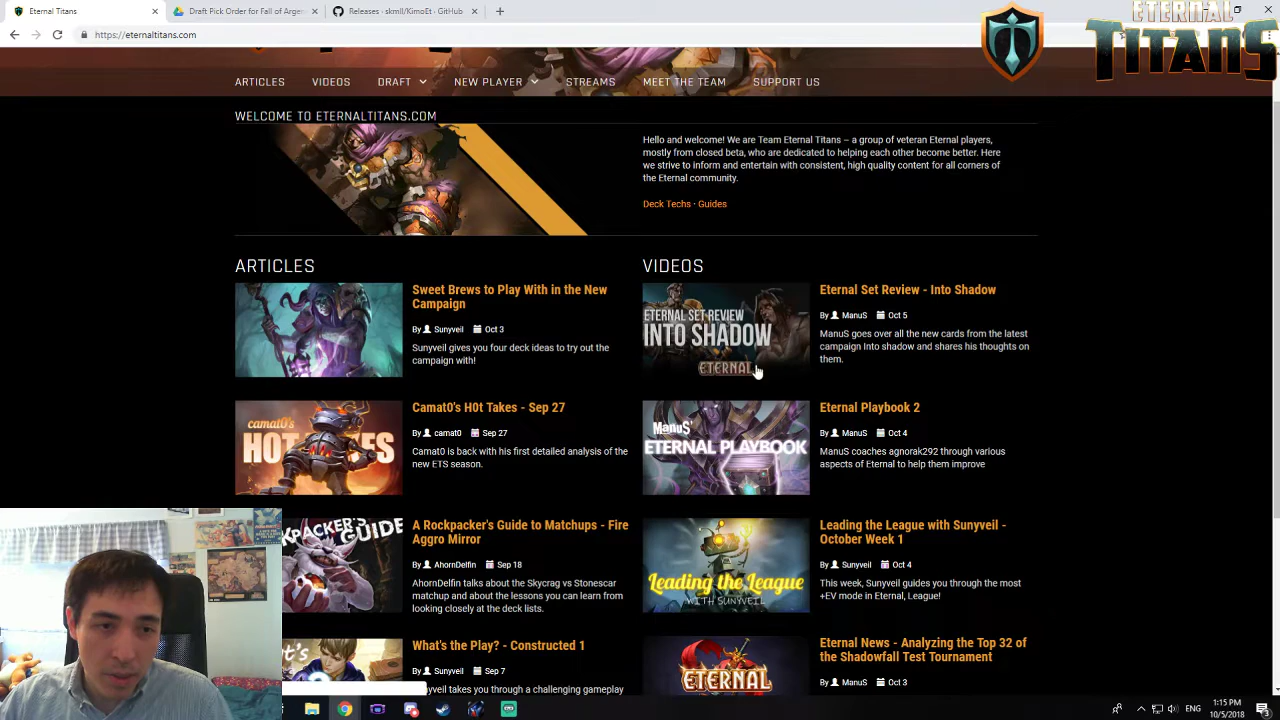 Eternal Titans
Draft Pick Order for Fall of Argen
Releases · skmll/KimoEt · GitHub
https://eternaltitans.com
ETERNAL
TITANS
ARTICLES VIDEOS DRAFT NEW PLAYER STREAMS MEET THE TEAM SUPPORT US
WELCOME TO ETERNALTITANS.COM
Hello and welcome! We are Team Eternal Titans – a group of veteran Eternal players,
mostly from closed beta, who are dedicated to helping each other become better. Here
we strive to inform and entertain with consistent, high quality content for all corners of
the Eternal community.
Deck Techs · Guides
ARTICLES
Sweet Brews to Play With in the New
Campaign
By Sunyveil Oct 3
Sunyveil gives you four deck ideas to try out the
campaign with!
camat0's
HOT TAKES
Camat0's H0t Takes - Sep 27
By camat0 Sep 27
Camat0 is back with his first detailed analysis of the
new ETS season.
KPACKER'S
GUIDE
A Rockpacker's Guide to Matchups - Fire
Aggro Mirror
By AhornDelfin Sep 18
AhornDelfin talks about the Skycrag vs Stonescar
matchup and about the lessons you can learn from
looking closely at the deck lists.
What's the Play? - Constructed 1
By Sunyveil Sep 7
yveil takes you through a challenging gameplay
VIDEOS
ETERNAL SET REVIEW
INTO SHADOW
ETERNAL
Eternal Set Review - Into Shadow
By ManuS Oct 5
ManuS goes over all the new cards from the latest
campaign Into shadow and shares his thoughts on
them.
ManuS'
ETERNAL PLAYBOOK
Eternal Playbook 2
By ManuS Oct 4
ManuS coaches agnorak292 through various
aspects of Eternal to help them improve
Leading the League
WITH SUNYVEIL
Leading the League with Sunyveil -
October Week 1
By Sunyveil Oct 4
This week, Sunyveil guides you through the most
+EV mode in Eternal, League!
ETERNAL
Eternal News - Analyzing the Top 32 of
the Shadowfall Test Tournament
By ManuS Oct 3
ENG
1:15 PM
10/5/2018